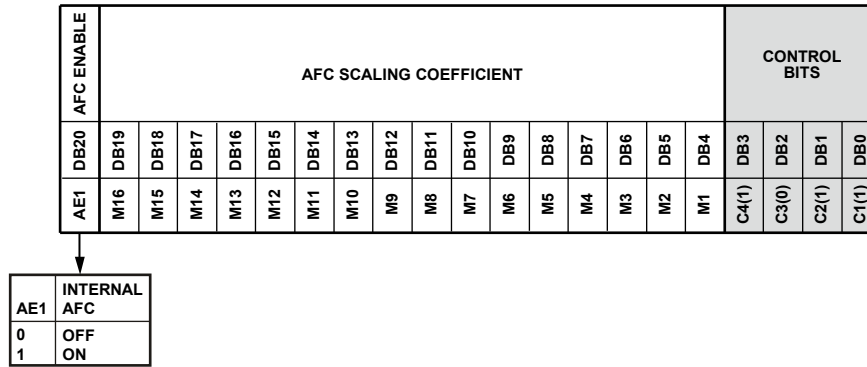 AFC ENABLE
AFC SCALING COEFFICIENT
CONTROL
BITS
DB20 DB19 DB18 DB17 DB16 DB15 DB14 DB13 DB12 DB11 DB10 DB9 DB8 DB7 DB6 DB5 DB4 DB3 DB2 DB1 DB0
AE1 M16 M15 M14 M13 M12 M11 M10 M9 M8 M7 M6 M5 M4 M3 M2 M1 C4(1) C3(0) C2(1) C1(1)
INTERNAL
AE1 AFC
0 OFF
1 ON